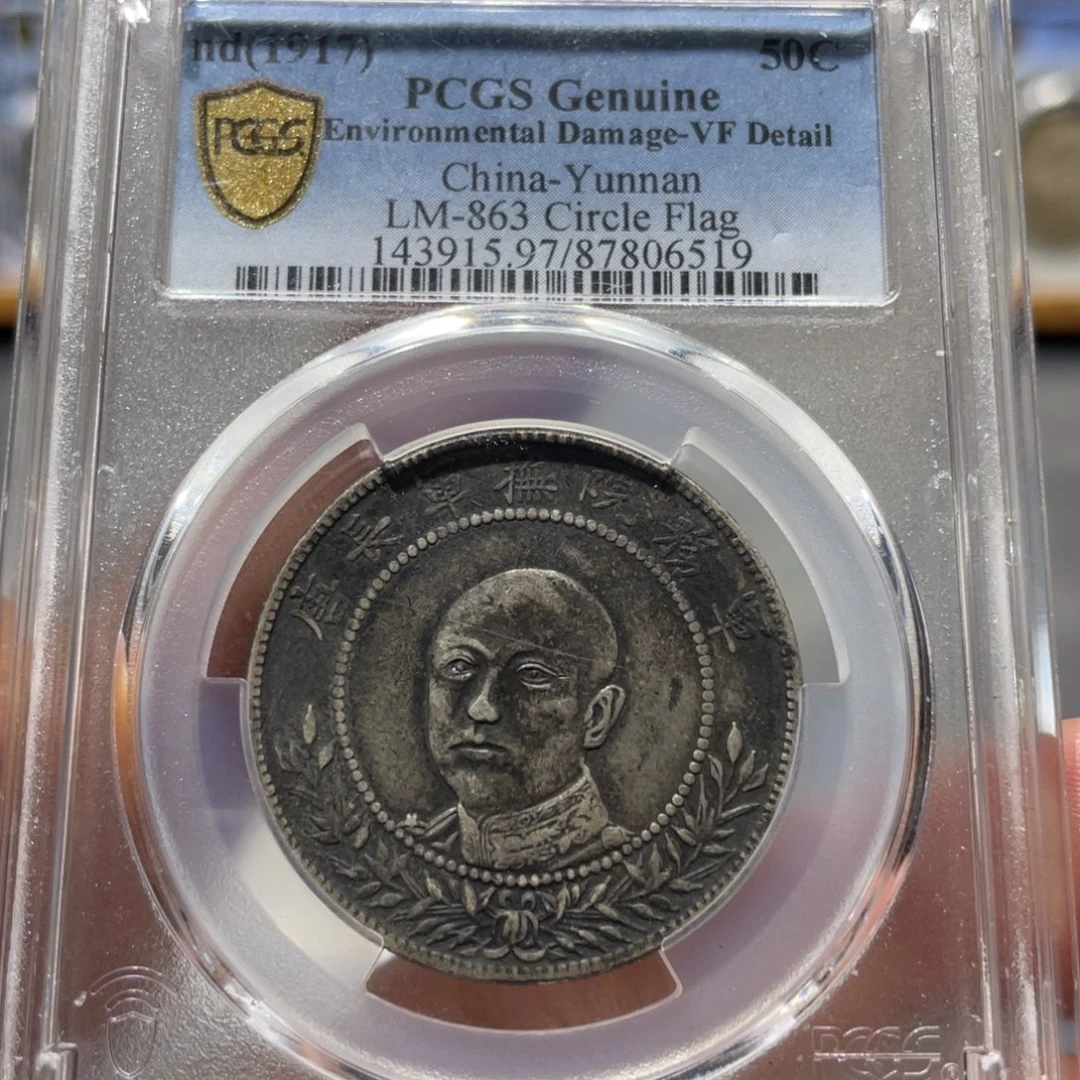 nd(1917) 50C
PCGS Genuine
PCGS
Environmental Damage-VF Detail
China-Yunnan
LM-863 Circle Flag
143915.97/87806519
軍務院撫軍長唐
PCGS